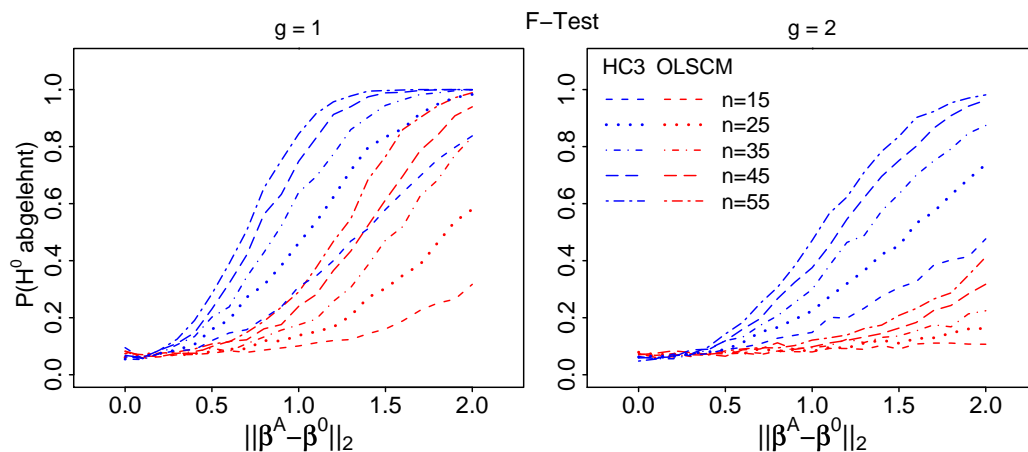 F−Test
g = 1
g = 2
P(H⁰ abgelehnt)
1.0
0.8
0.6
0.4
0.2
0.0
0.0 0.5 1.0 1.5 2.0
||β^A−β^0||₂
HC3 OLSCM
n=15
n=25
n=35
n=45
n=55
1.0
0.8
0.6
0.4
0.2
0.0
0.0 0.5 1.0 1.5 2.0
||β^A−β^0||₂